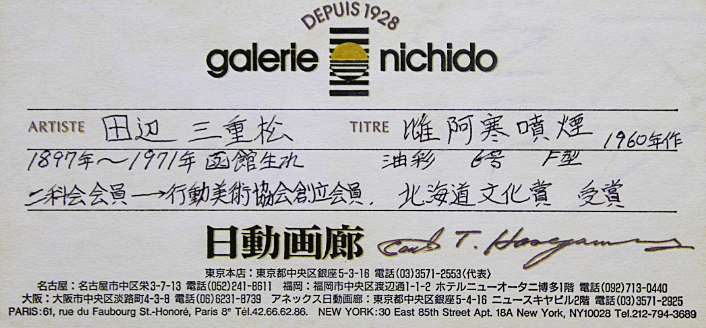 DEPUIS 1928
galerie nichido
ARTISTE 田辺 三重松 TITRE 雌阿寒噴煙 1960年作
1897年～1971年 函館生れ 油彩 6号 F型
二科会会員→行動美術協会創立会員. 北海道文化賞 受賞
日動画廊 T. Hasegawa
東京本店：東京都中央区銀座5-3-16 電話(03)3571-2553(代表)
名古屋：名古屋市中区栄3-7-13 電話(052)241-8611 福岡：福岡市中央区渡辺通1-1-2 ホテルニューオータニ博多1階 電話(092)713-0440
大阪：大阪市中央区淡路町4-3-8 電話(06)6231-8739 アネックス日動画廊：東京都中央区銀座5-4-16 ニュースキヤビル2階 電話(03)3571-2925
PARIS:61, rue du Faubourg St.-Honoré, Paris 8ᵉ Tél.42.66.62.86. NEW YORK:30 East 85th Street Apt. 18A New York, NY10028 Tel.212-794-3689